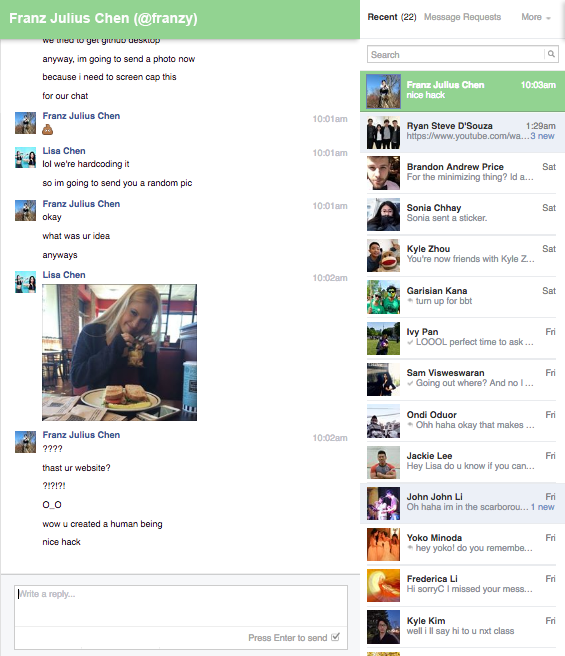 Franz Julius Chen (@franzy)
we tried to get github desktop
anyway, im going to send a photo now
because i need to screen cap this
for our chat
Franz Julius Chen 10:01am
Lisa Chen 10:01am
lol we're hardcoding it
so im going to send you a random pic
Franz Julius Chen 10:01am
okay
what was ur idea
anyways
Lisa Chen 10:02am
Franz Julius Chen 10:02am
????
thast ur website?
?!?!?!
O_O
wow u created a human being
nice hack
Write a reply...
Press Enter to send
Recent (22) Message Requests More
Search
Franz Julius Chen 10:03am
nice hack
Ryan Steve D'Souza 1:29am
https://www.youtube.com/wa... 3 new
Brandon Andrew Price Sat
For the minimizing thing? Id a...
Sonia Chhay Sat
Sonia sent a sticker.
Kyle Zhou Sat
You're now friends with Kyle Z...
Garisian Kana Sat
turn up for bbt
Ivy Pan Fri
LOOOL perfect time to ask ...
Sam Visweswaran Fri
Going out where? And no I ...
Ondi Oduor Fri
Ohh haha okay that makes ...
Jackie Lee Fri
Hey Lisa do u know if you can...
John John Li Fri
Oh haha im in the scarborou... 1 new
Yoko Minoda Fri
hey yoko! do you remembe...
Frederica Li Fri
Hi sorryC I missed your mess...
Kyle Kim Fri
well i ll say hi to u nxt class